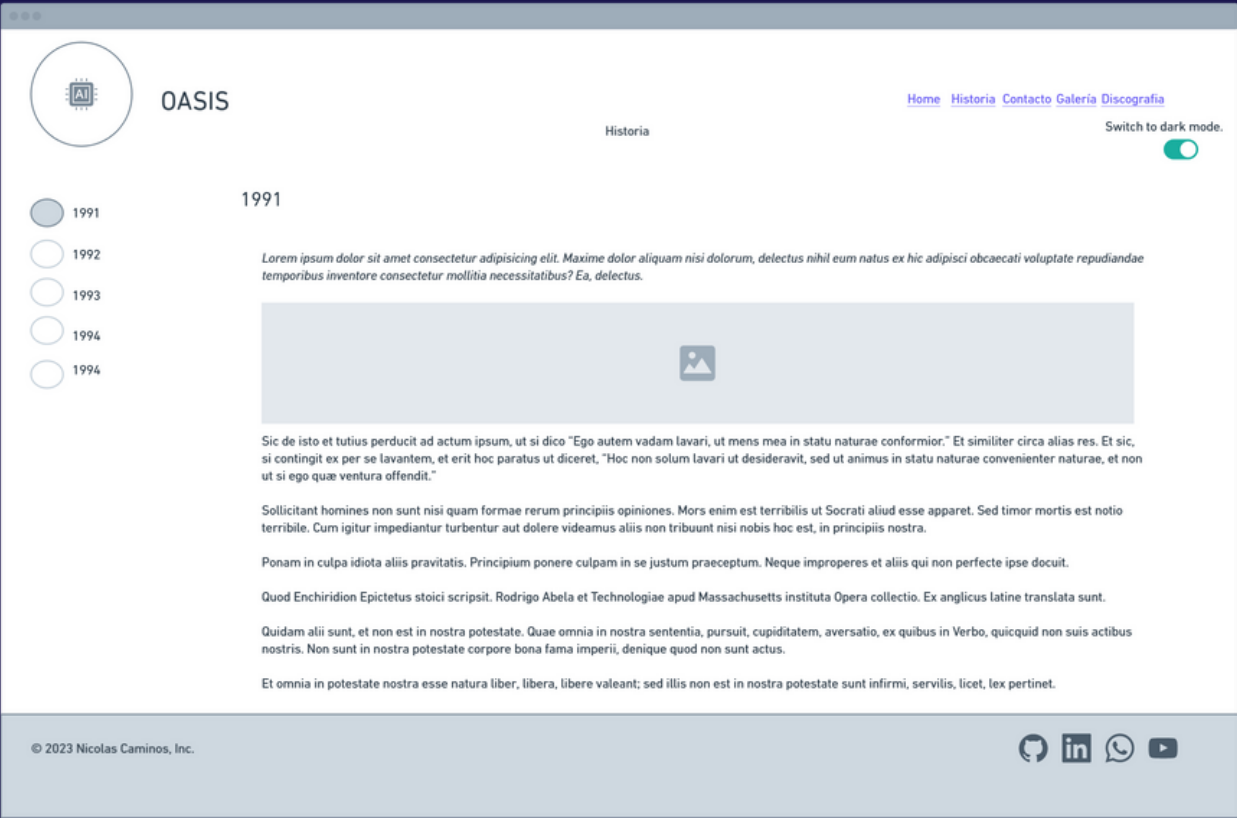 AI
OASIS
Home Historia Contacto Galería Discografia
Switch to dark mode.
Historia
1991
1992
1993
1994
1994
1991
Lorem ipsum dolor sit amet consectetur adipisicing elit. Maxime dolor aliquam nisi dolorum, delectus nihil eum natus ex hic adipisci obcaecati voluptate repudiandae
temporibus inventore consectetur mollitia necessitatibus? Ea, delectus.
Sic de isto et tutius perducit ad actum ipsum, ut si dico “Ego autem vadam lavari, ut mens mea in statu naturae conformior.” Et similiter circa alias res. Et sic,
si contingit ex per se lavantem, et erit hoc paratus ut diceret, “Hoc non solum lavari ut desideravit, sed ut animus in statu naturae convenienter naturae, et non
ut si ego quæ ventura offendit.”
Sollicitant homines non sunt nisi quam formae rerum principiis opiniones. Mors enim est terribilis ut Socrati aliud esse apparet. Sed timor mortis est notio
terribile. Cum igitur impediantur turbentur aut dolere videamus aliis non tribuunt nisi nobis hoc est, in principiis nostra.
Ponam in culpa idiota aliis pravitatis. Principium ponere culpam in se justum praeceptum. Neque improperes et aliis qui non perfecte ipse docuit.
Quod Enchiridion Epictetus stoici scripsit. Rodrigo Abela et Technologiae apud Massachusetts instituta Opera collectio. Ex anglicus latine translata sunt.
Quidam alii sunt, et non est in nostra potestate. Quae omnia in nostra sententia, pursuit, cupiditatem, aversatio, ex quibus in Verbo, quicquid non suis actibus
nostris. Non sunt in nostra potestate corpore bona fama imperii, denique quod non sunt actus.
Et omnia in potestate nostra esse natura liber, libera, libere valeant; sed illis non est in nostra potestate sunt infirmi, servilis, licet, lex pertinet.
© 2023 Nicolas Caminos, Inc.
in